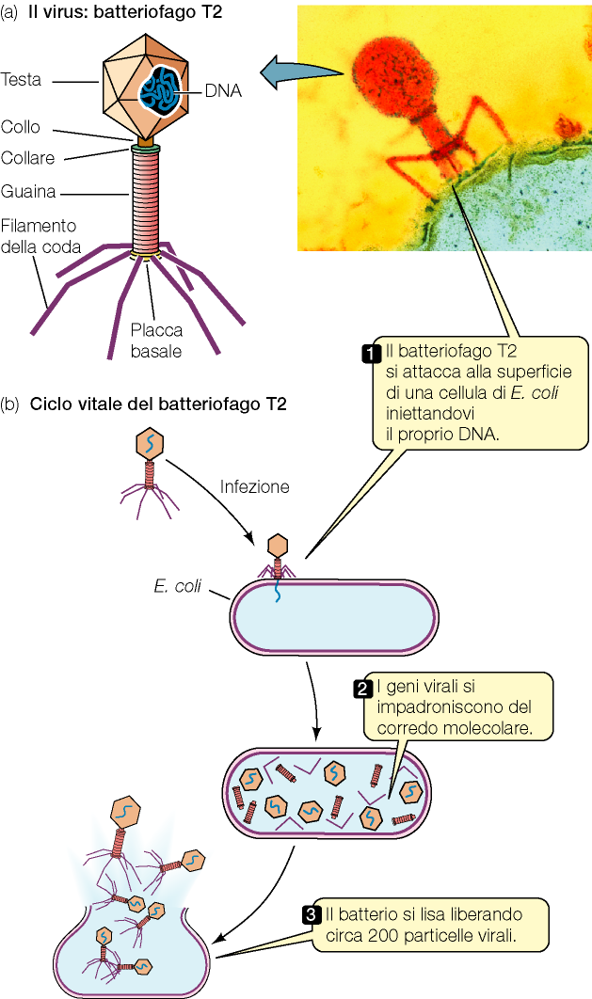 (a) Il virus: batteriofago T2
Testa
DNA
Collo
Collare
Guaina
Filamento
della coda
Placca
basale
1 Il batteriofago T2
si attacca alla superficie
di una cellula di E. coli
iniettandovi
il proprio DNA.
(b) Ciclo vitale del batteriofago T2
Infezione
E. coli
2 I geni virali si
impadroniscono del
corredo molecolare.
3 Il batterio si lisa liberando
circa 200 particelle virali.